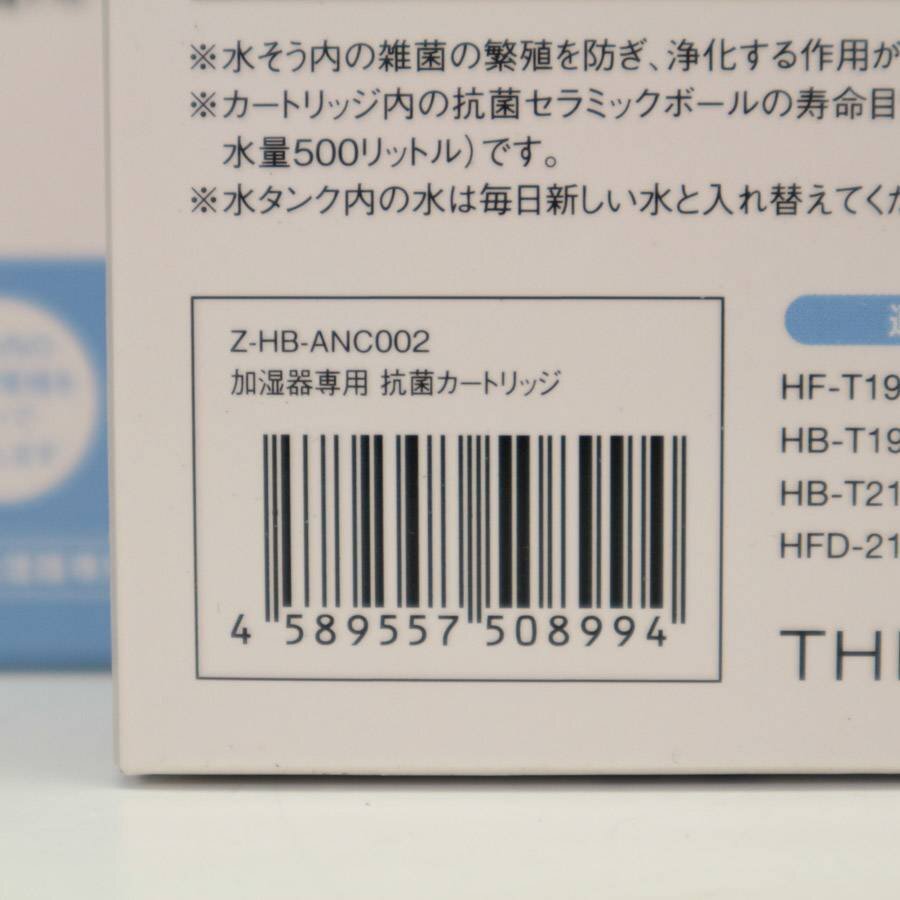 ※水そう内の雑菌の繁殖を防ぎ、浄化する作用が
※カートリッジ内の抗菌セラミックボールの寿命目
水量500リットル)です。
※水タンク内の水は毎日新しい水と入れ替えてくだ
Z-HB-ANC002
加湿器専用 抗菌カートリッジ
4 589557 508994
HF-T19
HB-T19
HB-T21
HFD-21
TH